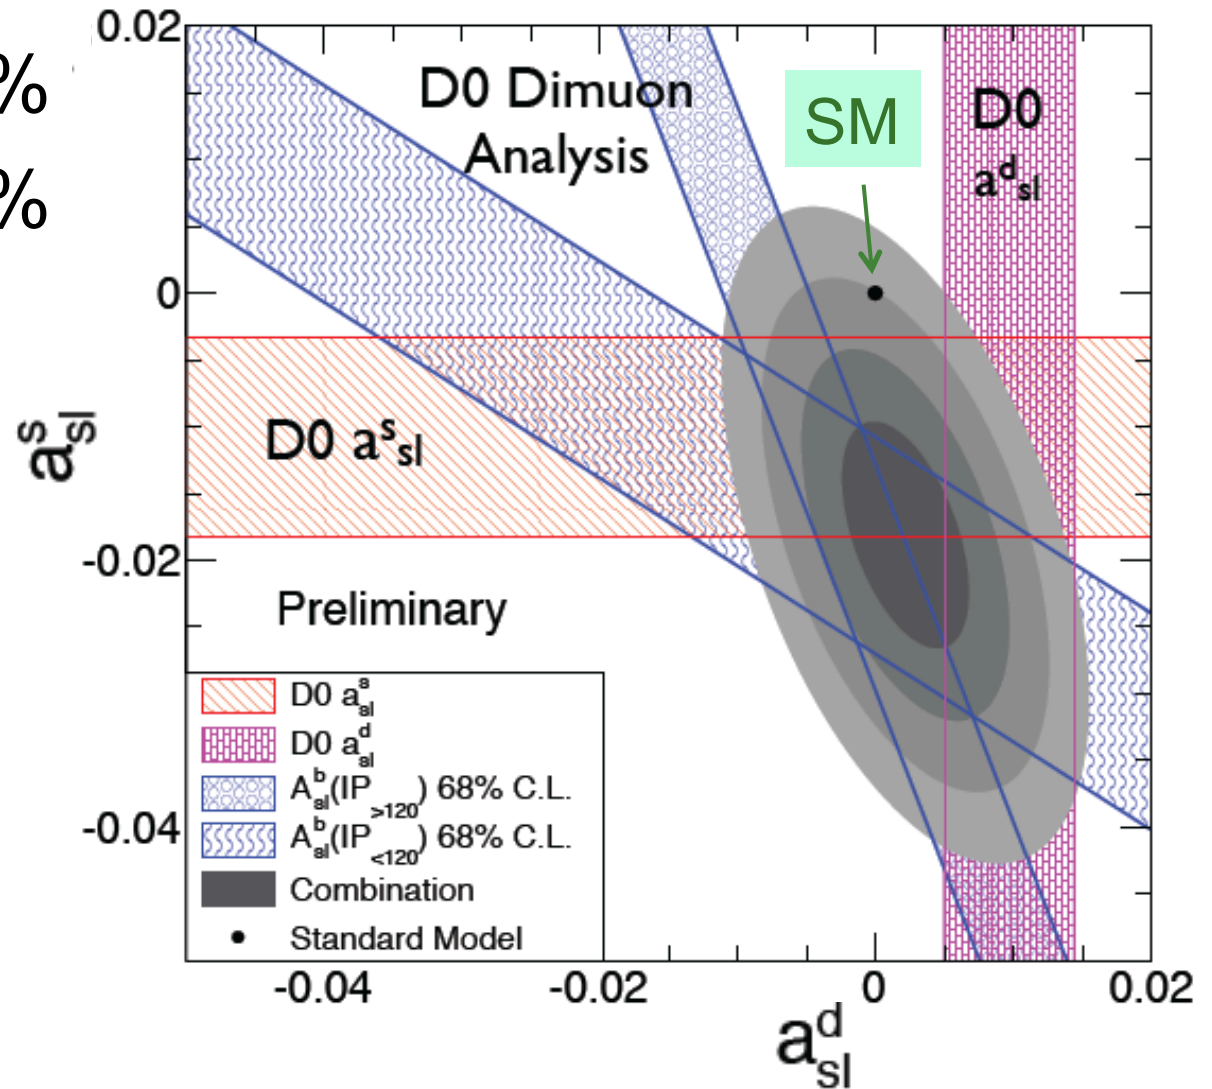 %
%
0.02
0
-0.02
-0.04
a^s_sl
D0 Dimuon
Analysis
SM
D0
a^d_sl
D0 a^s_sl
Preliminary
D0 a^s_sl
D0 a^d_sl
A^b_sl(IP_>120) 68% C.L.
A^b_sl(IP_<120) 68% C.L.
Combination
Standard Model
-0.04
-0.02
0
0.02
a^d_sl